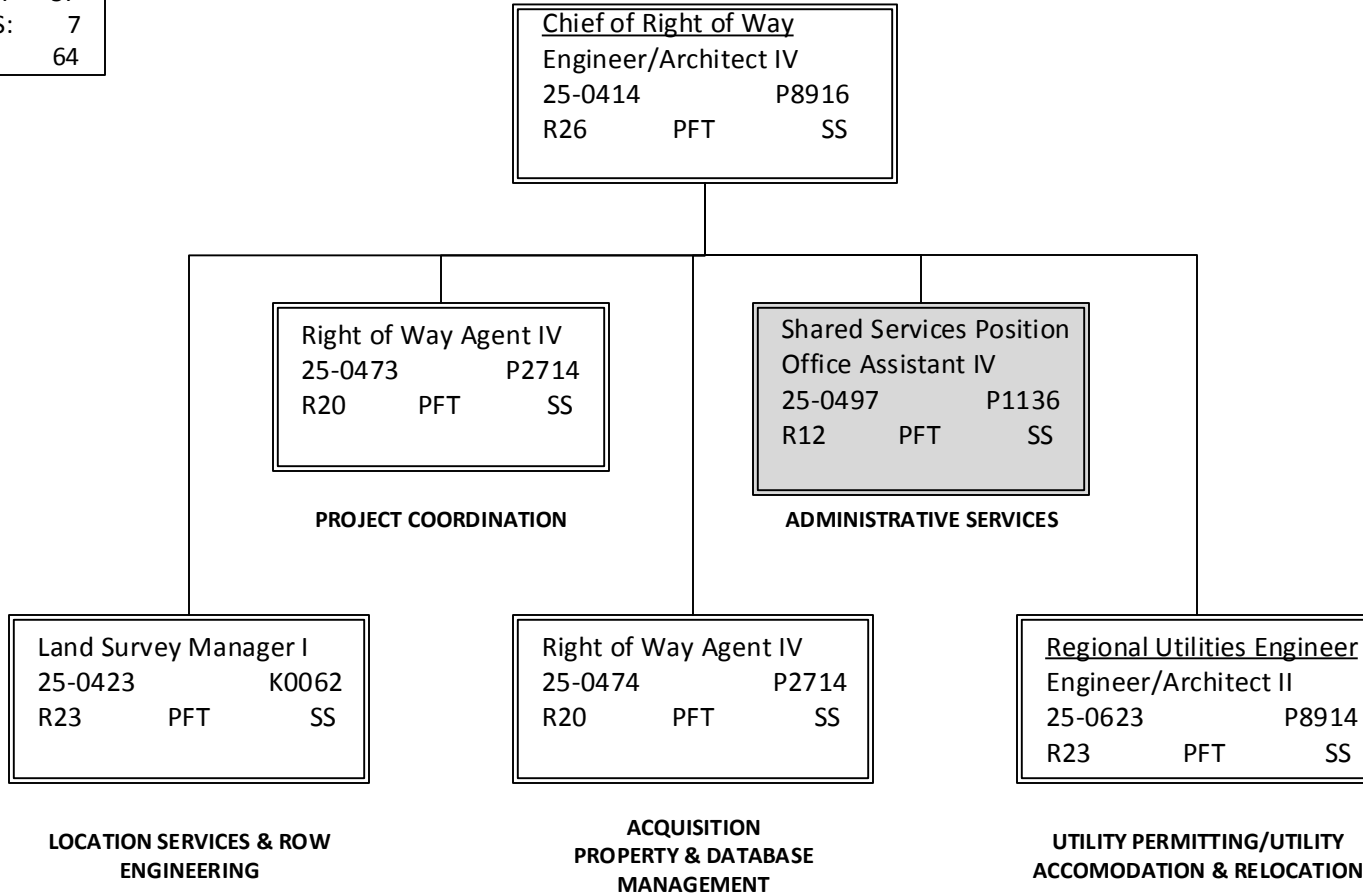 S: 7
64
Chief of Right of Way
Engineer/Architect IV
25-0414 P8916
R26 PFT SS
Right of Way Agent IV
25-0473 P2714
R20 PFT SS
PROJECT COORDINATION
Shared Services Position
Office Assistant IV
25-0497 P1136
R12 PFT SS
ADMINISTRATIVE SERVICES
Land Survey Manager I
25-0423 K0062
R23 PFT SS
LOCATION SERVICES & ROW
ENGINEERING
Right of Way Agent IV
25-0474 P2714
R20 PFT SS
ACQUISITION
PROPERTY & DATABASE
MANAGEMENT
Regional Utilities Engineer
Engineer/Architect II
25-0623 P8914
R23 PFT SS
UTILITY PERMITTING/UTILITY
ACCOMODATION & RELOCATION